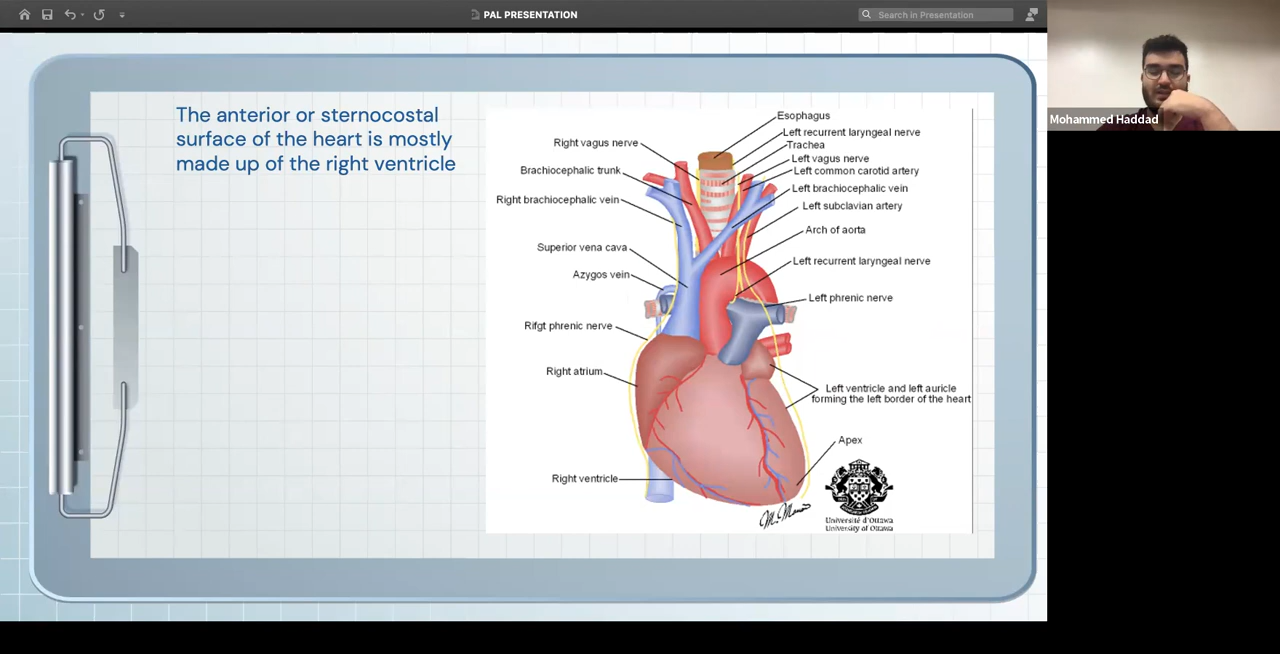 PAL PRESENTATION
Search in Presentation
Mohammed Haddad
The anterior or sternocostal
surface of the heart is mostly
made up of the right ventricle
Esophagus
Left recurrent laryngeal nerve
Trachea
Left vagus nerve
Left common carotid artery
Left brachiocephalic vein
Left subclavian artery
Arch of aorta
Left recurrent laryngeal nerve
Left phrenic nerve
Left ventricle and left auricle
forming the left border of the heart
Apex
Right vagus nerve
Brachiocephalic trunk
Right brachiocephalic vein
Superior vena cava
Azygos vein
Rifgt phrenic nerve
Right atrium
Right ventricle
Université d'Ottawa
University of Ottawa